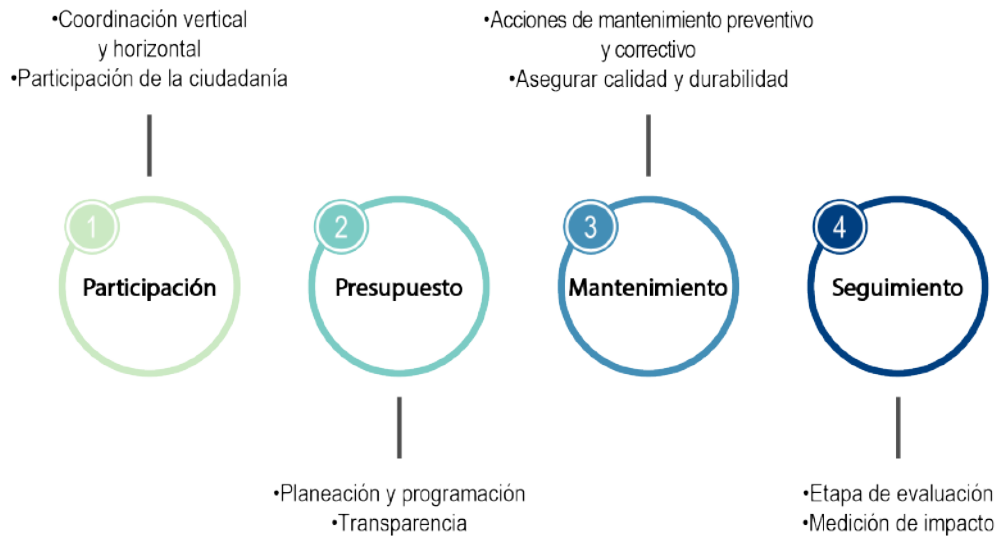 •Coordinación vertical
y horizontal
•Participación de la ciudadanía
•Acciones de mantenimiento preventivo
y correctivo
•Asegurar calidad y durabilidad
1
Participación
2
Presupuesto
3
Mantenimiento
4
Seguimiento
•Planeación y programación
•Transparencia
•Etapa de evaluación
•Medición de impacto